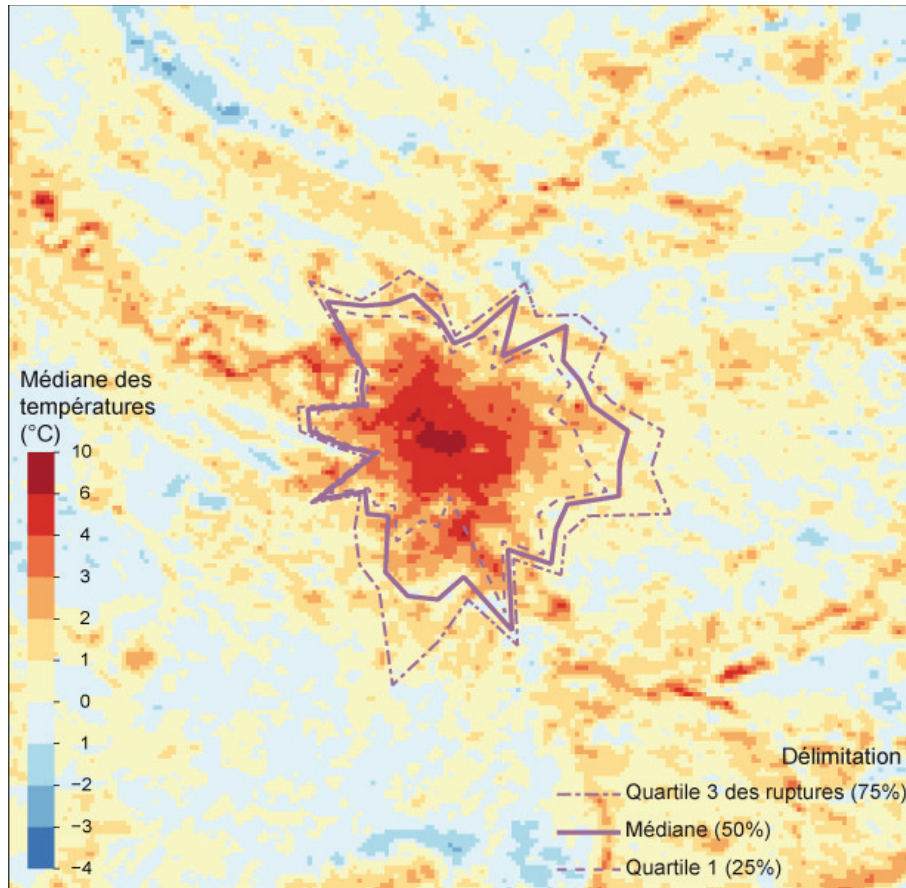 Médiane des
températures
(°C)
10
6
4
3
2
1
0
−1
−2
−3
−4
Délimitation
Quartile 3 des ruptures (75%)
Médiane (50%)
Quartile 1 (25%)